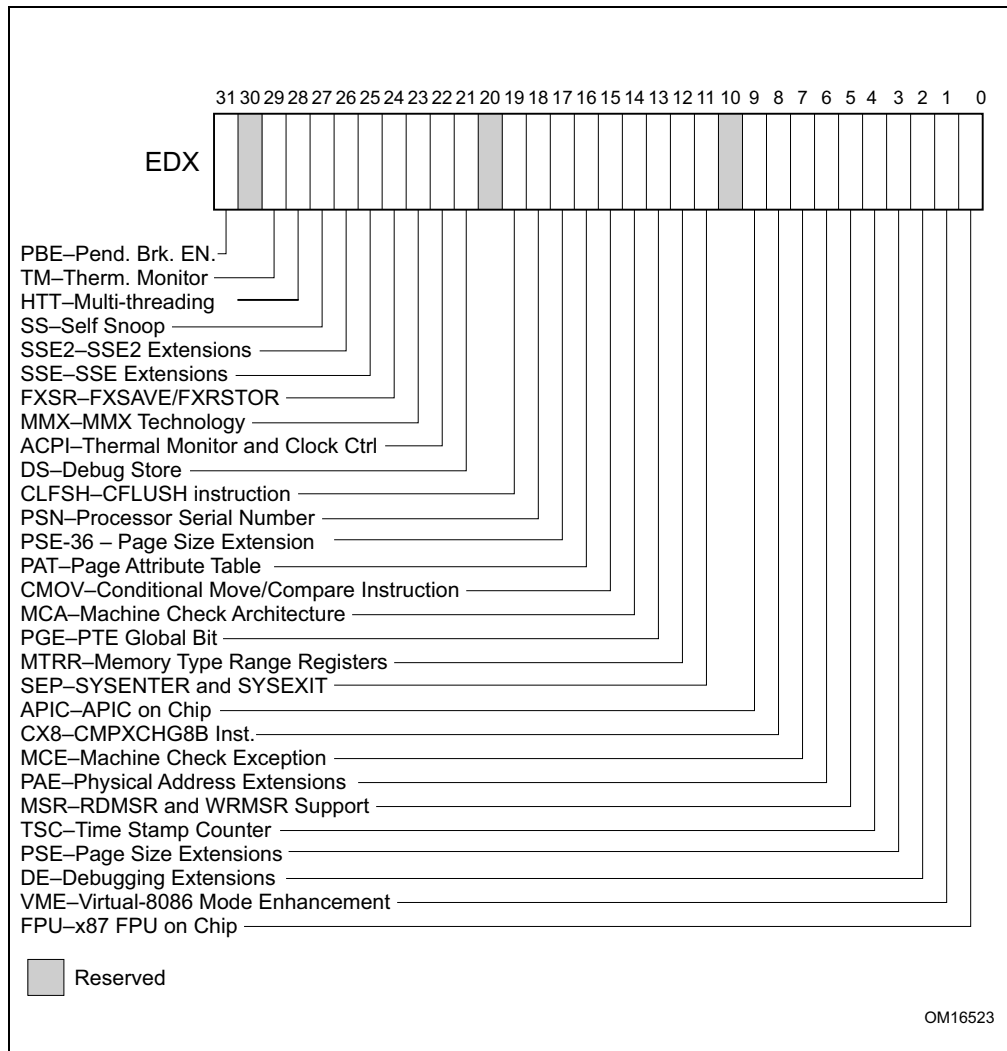 31 30 29 28 27 26 25 24 23 22 21 20 19 18 17 16 15 14 13 12 11 10 9 8 7 6 5 4 3 2 1 0
EDX
PBE–Pend. Brk. EN.
TM–Therm. Monitor
HTT–Multi-threading
SS–Self Snoop
SSE2–SSE2 Extensions
SSE–SSE Extensions
FXSR–FXSAVE/FXRSTOR
MMX–MMX Technology
ACPI–Thermal Monitor and Clock Ctrl
DS–Debug Store
CLFSH–CFLUSH instruction
PSN–Processor Serial Number
PSE-36 – Page Size Extension
PAT–Page Attribute Table
CMOV–Conditional Move/Compare Instruction
MCA–Machine Check Architecture
PGE–PTE Global Bit
MTRR–Memory Type Range Registers
SEP–SYSENTER and SYSEXIT
APIC–APIC on Chip
CX8–CMPXCHG8B Inst.
MCE–Machine Check Exception
PAE–Physical Address Extensions
MSR–RDMSR and WRMSR Support
TSC–Time Stamp Counter
PSE–Page Size Extensions
DE–Debugging Extensions
VME–Virtual-8086 Mode Enhancement
FPU–x87 FPU on Chip
Reserved
OM16523